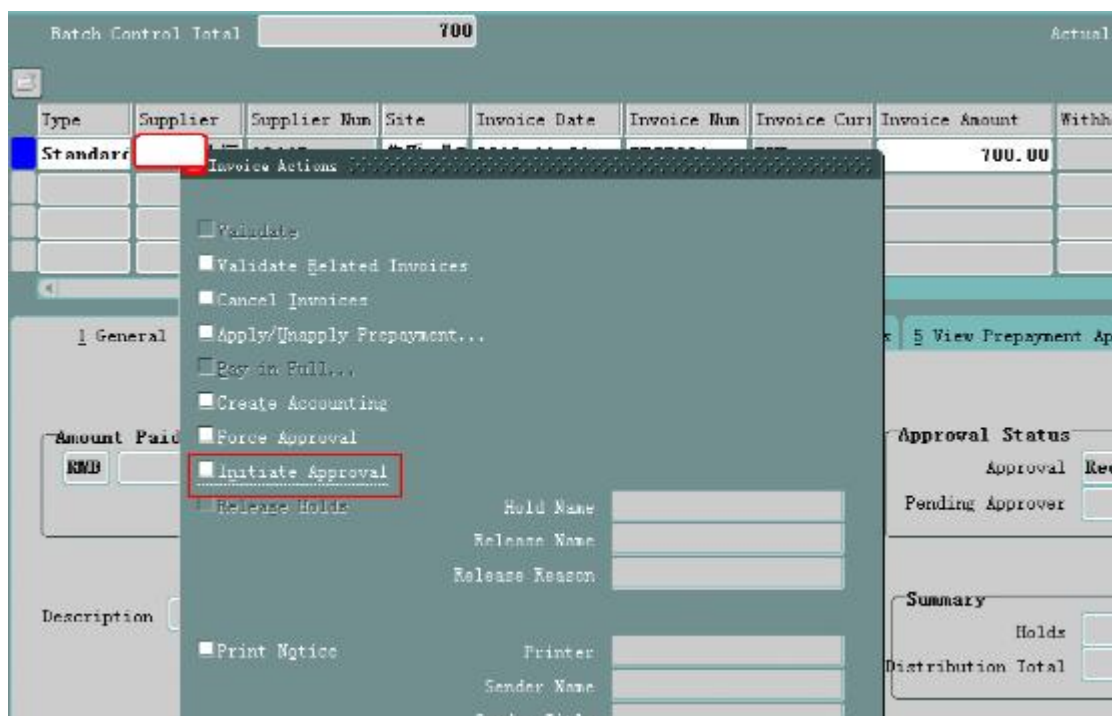 Batch Control Total 700 Actual
Type Supplier Supplier Num Site Invoice Date Invoice Num Invoice Curr Invoice Amount Withh
Standard 700.00
Invoice Actions
Validate
Validate Related Invoices
Cancel Invoices
Apply/Unapply Prepayment...
1 General 5 View Prepayment Ap
Pay in Full...
Create Accounting
Amount Paid Force Approval Approval Status
RMB Initiate Approval Approval Rec
Release Holds Hold Name Pending Approver
Release Name
Release Reason
Summary
Description Holds
Print Notice Printer
Distribution Total
Sender Name